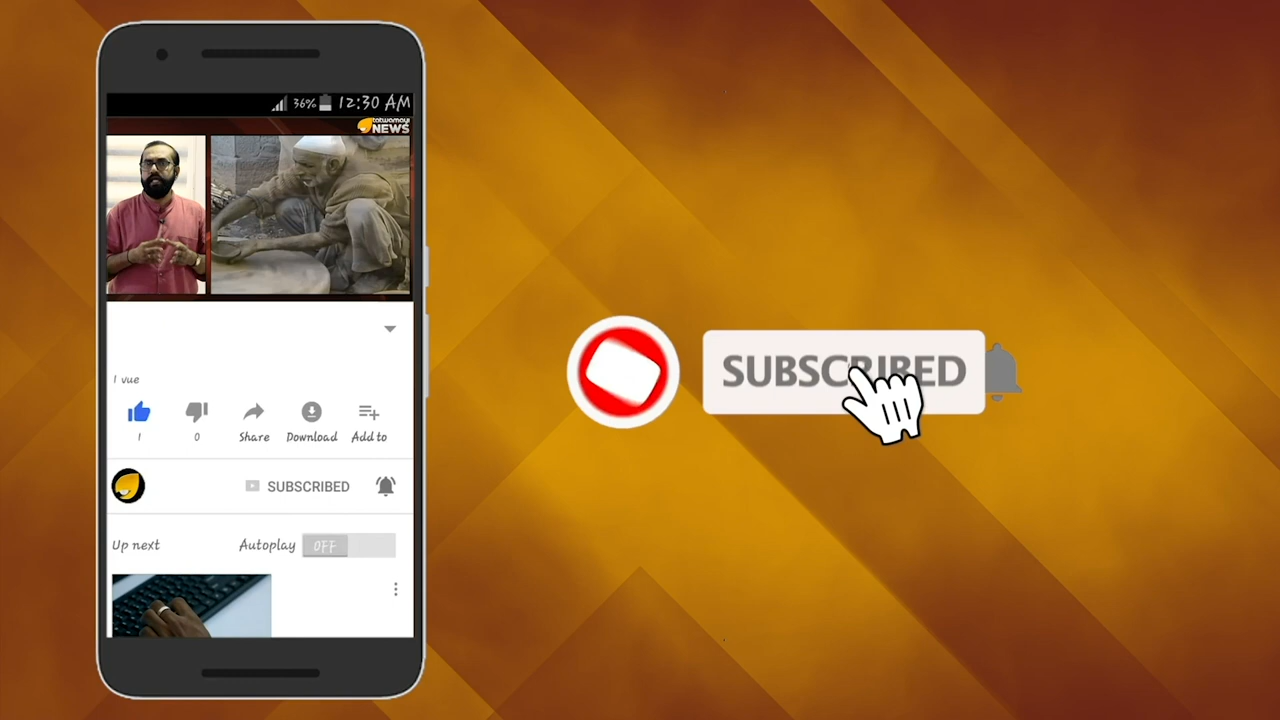 36% 12:30 AM
tatwamayi
NEWS
1 vue
1
0
Share
Download
Add to
SUBSCRIBED
Up next
Autoplay
OFF
SUBSCRIBED